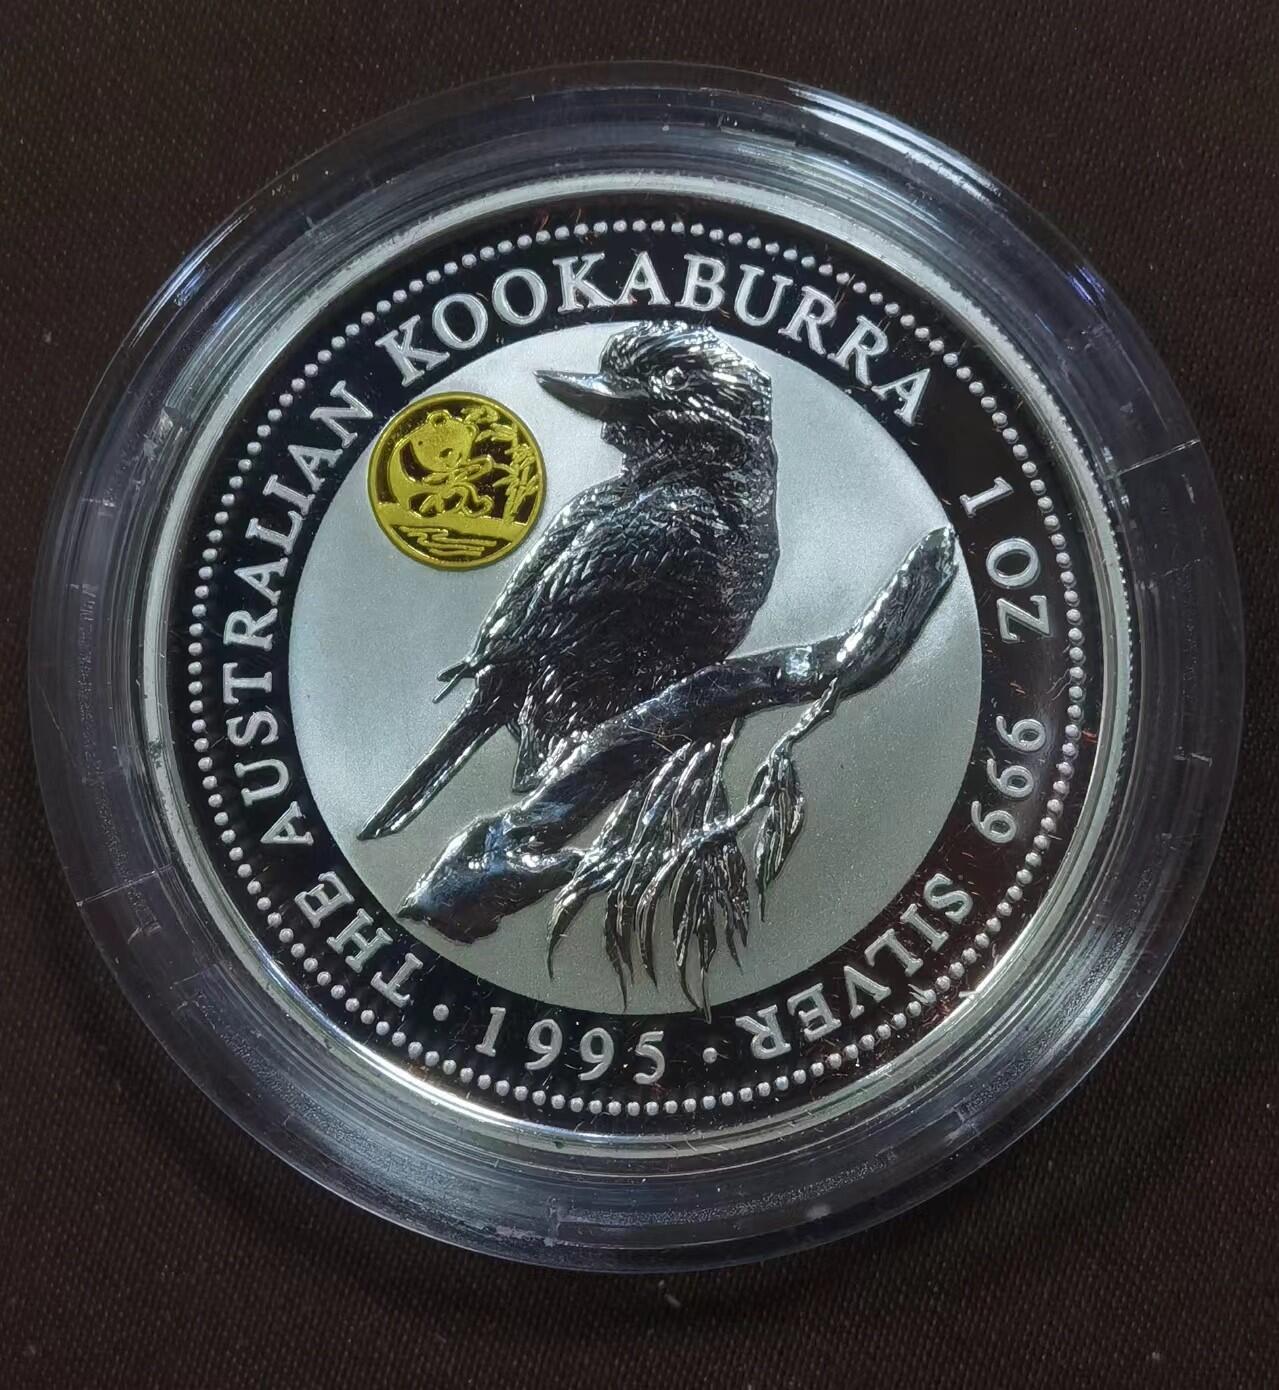 THE AUSTRALIAN KOOKABURRA
1 OZ 999 SILVER
· 1995 ·